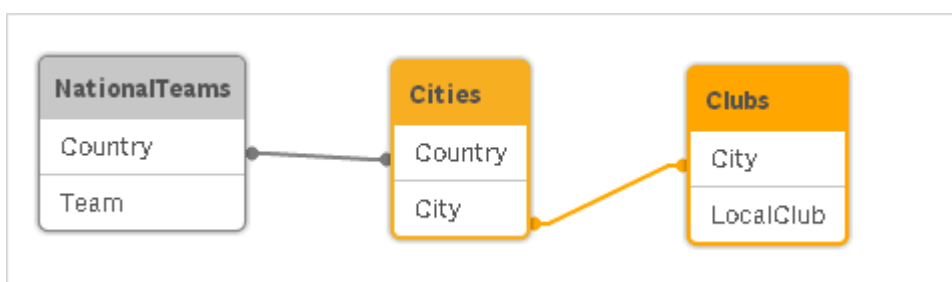 NationalTeams
Country
Team
Cities
Country
City
Clubs
City
LocalClub